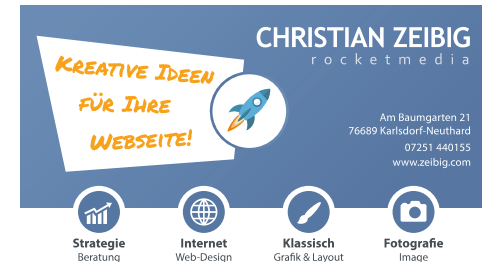 CHRISTIAN ZEIBIG
rocketmedia
Kreative Ideen
für Ihre
Webseite!
Am Baumgarten 21
76689 Karlsdorf-Neuthard
07251 440155
www.zeibig.com
Strategie
Beratung
Internet
Web-Design
Klassisch
Grafik & Layout
Fotografie
Image